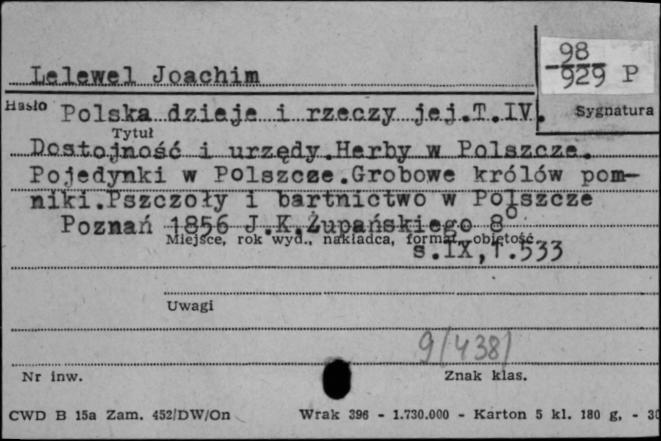 98
929 P
Lelewel Joachim
Hasło Polska dzieje i rzeczy jej.T.IV. Sygnatura
Tytuł
Dostojność i urzędy.Herby w Polszcze.
Pojedynki w Polszcze.Grobowe królów pom-
niki.Pszczoły i bartnictwo w Polszcze
Poznań 1856 J.K.Żupańskiego 8°
Miejsce, rok wyd., nakładca, format, objętość
s.IX,1.533
Uwagi
9/438/
Nr inw. Znak klas.
CWD B 15a Zam. 452/DW/On Wrak 396 - 1.730.000 - Karton 5 kl. 180 g, - 30